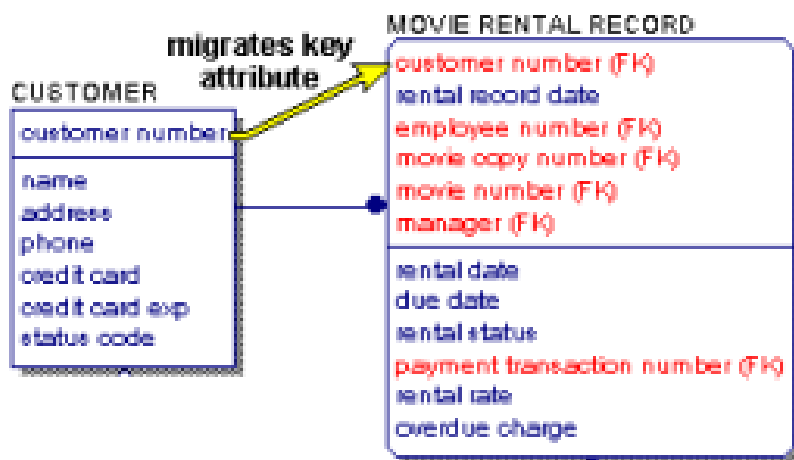 migrates key
attribute
CUSTOMER
customer number
name
address
phone
credit card
credit card exp
status code
MOVIE RENTAL RECORD
customer number (FK)
rental record date
employee number (FK)
movie copy number (FK)
movie number (FK)
manager (FK)
rental date
due date
rental status
payment transaction number (FK)
rental rate
overdue charge